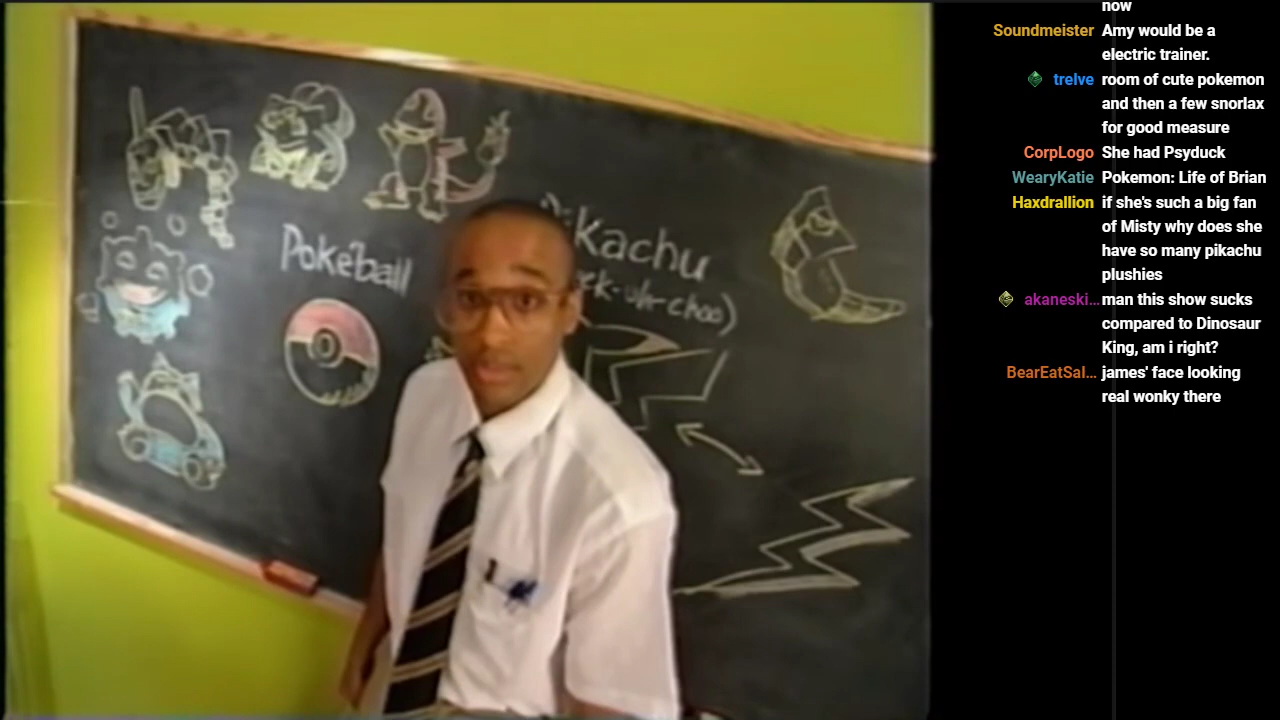 Pokéball
Kachu
now
Soundmeister Amy would be a
electric trainer.
trelve room of cute pokemon
and then a few snorlax
for good measure
CorpLogo She had Psyduck
WearyKatie Pokemon: Life of Brian
Haxdrallion if she's such a big fan
of Misty why does she
have so many pikachu
plushies
akaneski... man this show sucks
compared to Dinosaur
King, am i right?
BearEatSal... james' face looking
real wonky there